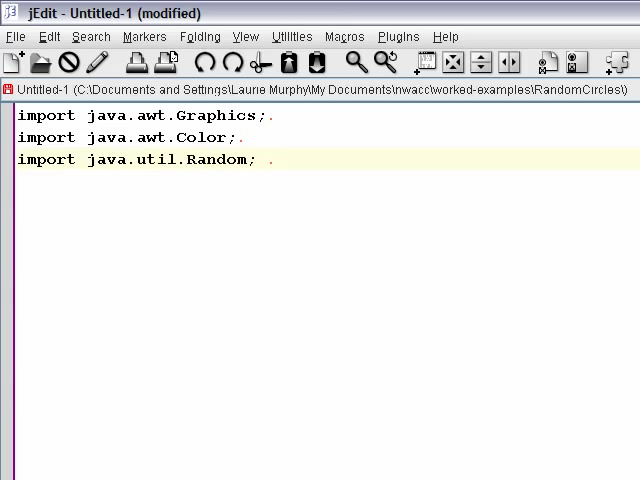 jEdit - Untitled-1 (modified)
File Edit Search Markers Folding View Utilities Macros Plugins Help
Untitled-1 (C:\Documents and Settings\Laurie Murphy\My Documents\nwacc\worked-examples\RandomCircles\)
import java.awt.Graphics;.
import java.awt.Color;.
import java.util.Random; .